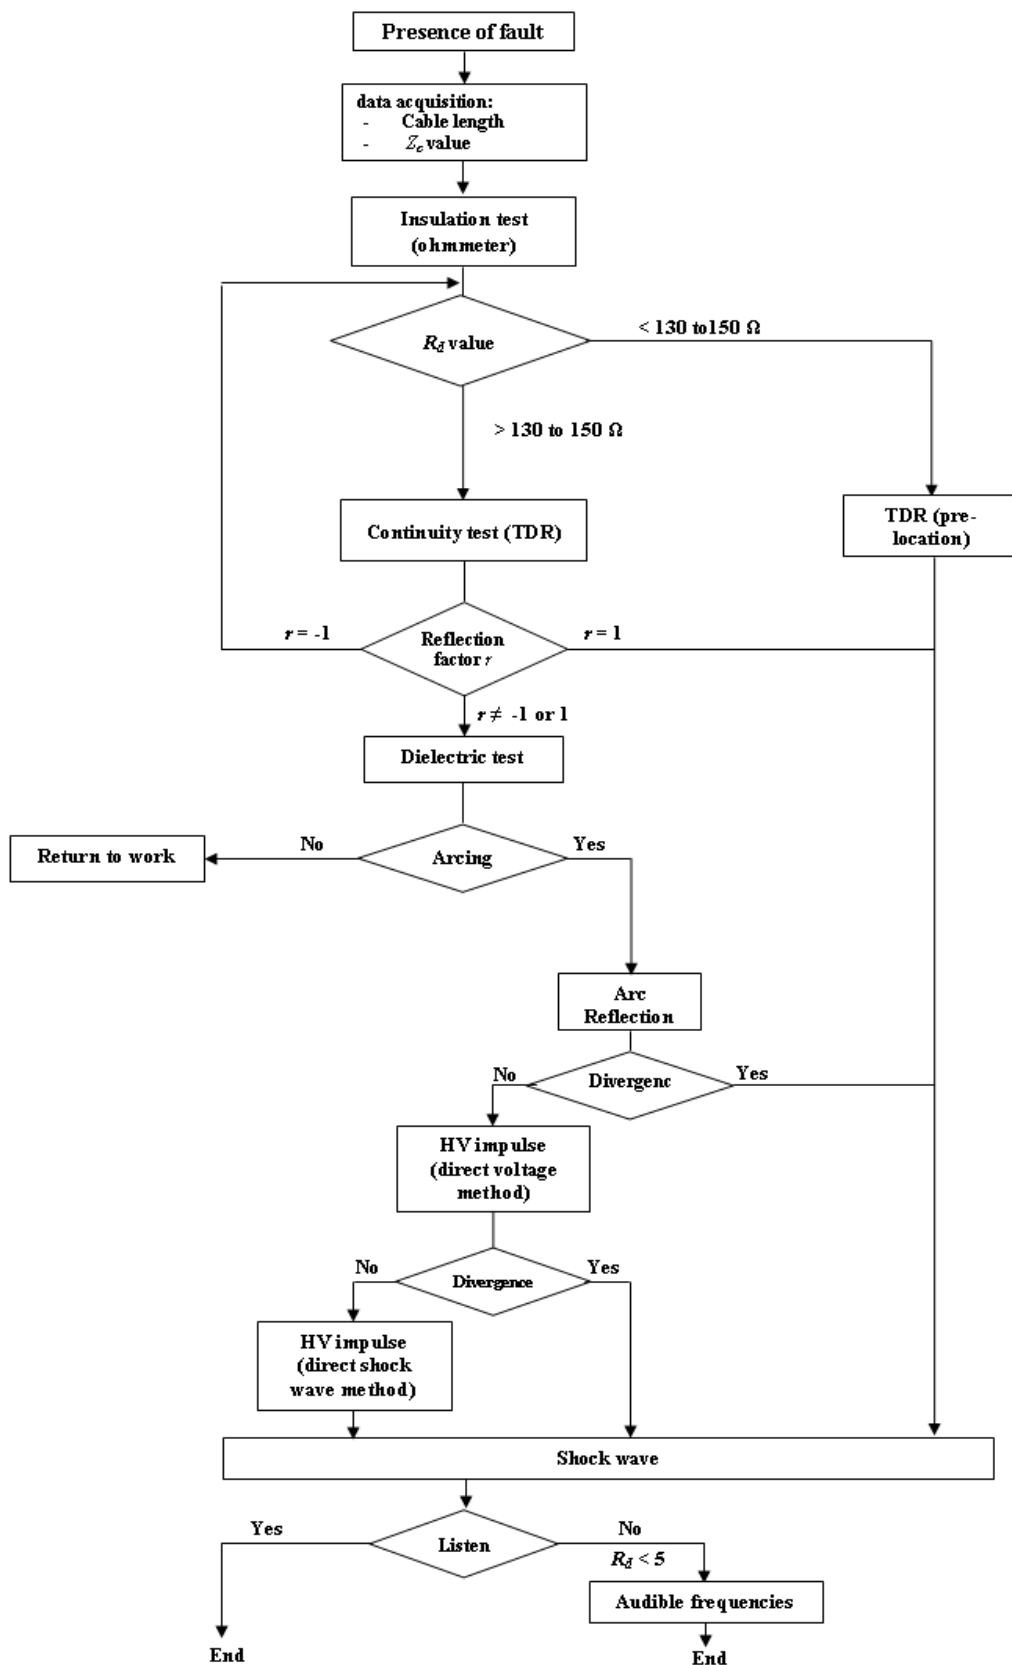 Presence of fault
data acquisition:
- Cable length
- Zc value
Insulation test
(ohmmeter)
< 130 to150 Ω
Rd value
> 130 to 150 Ω
TDR (pre-
location)
Continuity test (TDR)
r = -1
Reflection
factor r
r = 1
r ≠ -1 or 1
Dielectric test
No
Yes
Return to work
Arcing
Arc
Reflection
No
Divergenc
Yes
HV impulse
(direct voltage
method)
No
Yes
Divergence
HV impulse
(direct shock
wave method)
Shock wave
Yes
No
Listen
Rd < 5
Audible frequencies
End
End